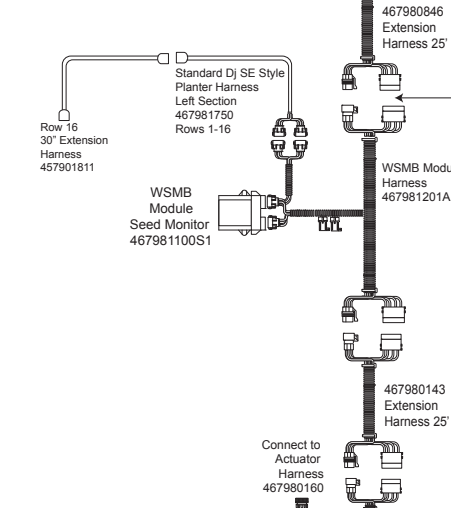 467980846
Extension
Harness 25'
Standard Dj SE Style
Planter Harness
Left Section
467981750
Rows 1-16
Row 16
30" Extension
Harness
457901811
WSMB
Harness
467981201A
WSMB
Module
Seed Monitor
467981100S1
467980143
Extension
Harness 25'
Connect to
Actuator
Harness
467980160